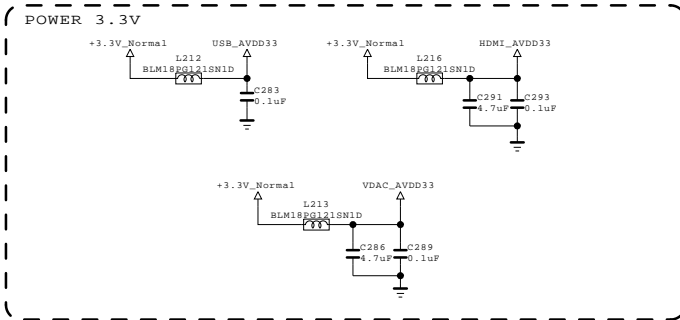 POWER 3.3V
+3.3V_Normal
USB_AVDD33
L212
BLM18PG121SN1D
C283
0.1uF
+3.3V_Normal
HDMI_AVDD33
L216
BLM18PG121SN1D
C291
4.7uF
C293
0.1uF
+3.3V_Normal
VDAC_AVDD33
L213
BLM18PG121SN1D
C286
4.7uF
C289
0.1uF